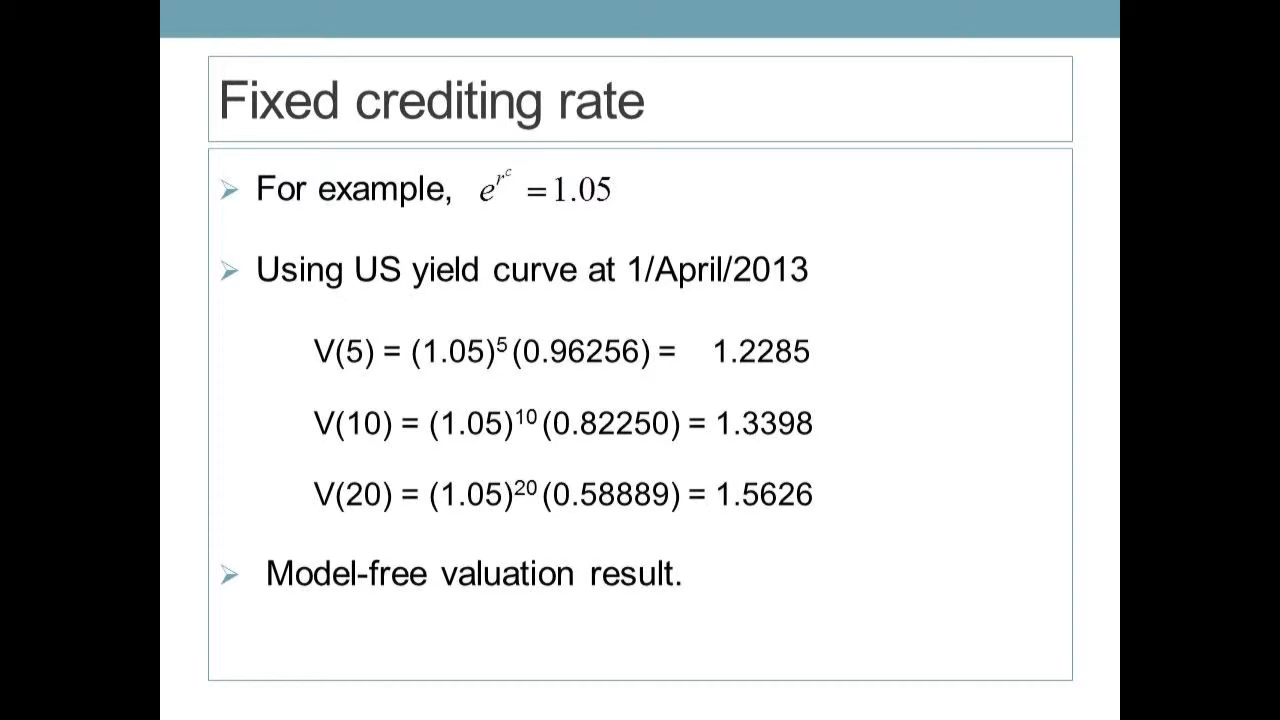 Fixed crediting rate
For example, e^{r^c} = 1.05
Using US yield curve at 1/April/2013
V(5) = (1.05)⁵ (0.96256) = 1.2285
V(10) = (1.05)¹⁰ (0.82250) = 1.3398
V(20) = (1.05)²⁰ (0.58889) = 1.5626
Model-free valuation result.